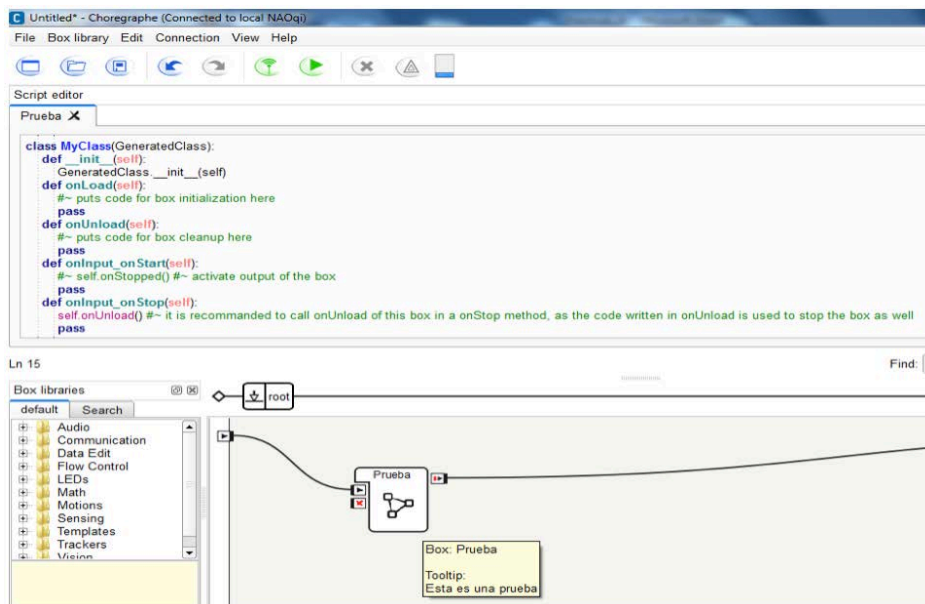 Untitled* - Choregraphe (Connected to local NAOqi)
File Box library Edit Connection View Help
Script editor
Prueba
class MyClass(GeneratedClass):
def __init__(self):
GeneratedClass.__init__(self)
def onLoad(self):
#~ puts code for box initialization here
pass
def onUnload(self):
#~ puts code for box cleanup here
pass
def onInput_onStart(self):
#~ self.onStopped() #~ activate output of the box
pass
def onInput_onStop(self):
self.onUnload() #~ it is recommanded to call onUnload of this box in a onStop method, as the code written in onUnload is used to stop the box as well
pass
Ln 15
Find:
Box libraries
default Search
root
Audio
Communication
Data Edit
Flow Control
LEDs
Math
Motions
Sensing
Templates
Trackers
Vision
Prueba
Box: Prueba
Tooltip:
Esta es una prueba